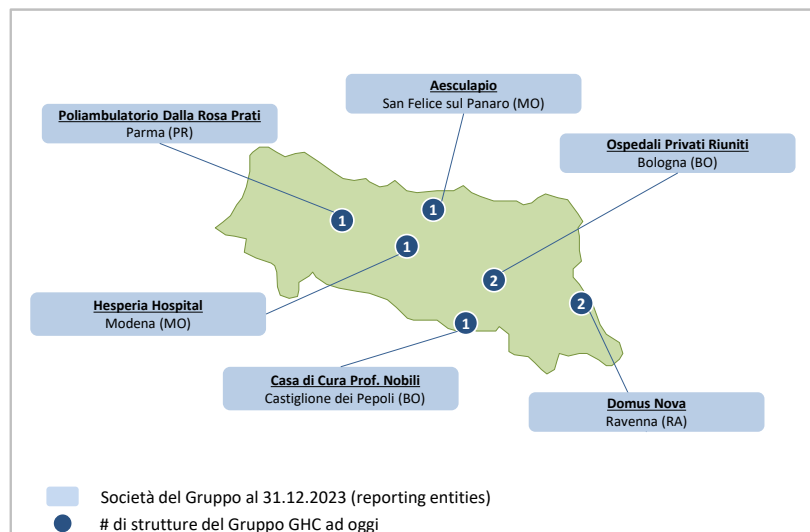 Aesculapio
San Felice sul Panaro (MO)
Poliambulatorio Dalla Rosa Prati
Parma (PR)
Ospedali Privati Riuniti
Bologna (BO)
1
1
1
2
2
1
Hesperia Hospital
Modena (MO)
Casa di Cura Prof. Nobili
Castiglione dei Pepoli (BO)
Domus Nova
Ravenna (RA)
Società del Gruppo al 31.12.2023 (reporting entities)
# di strutture del Gruppo GHC ad oggi